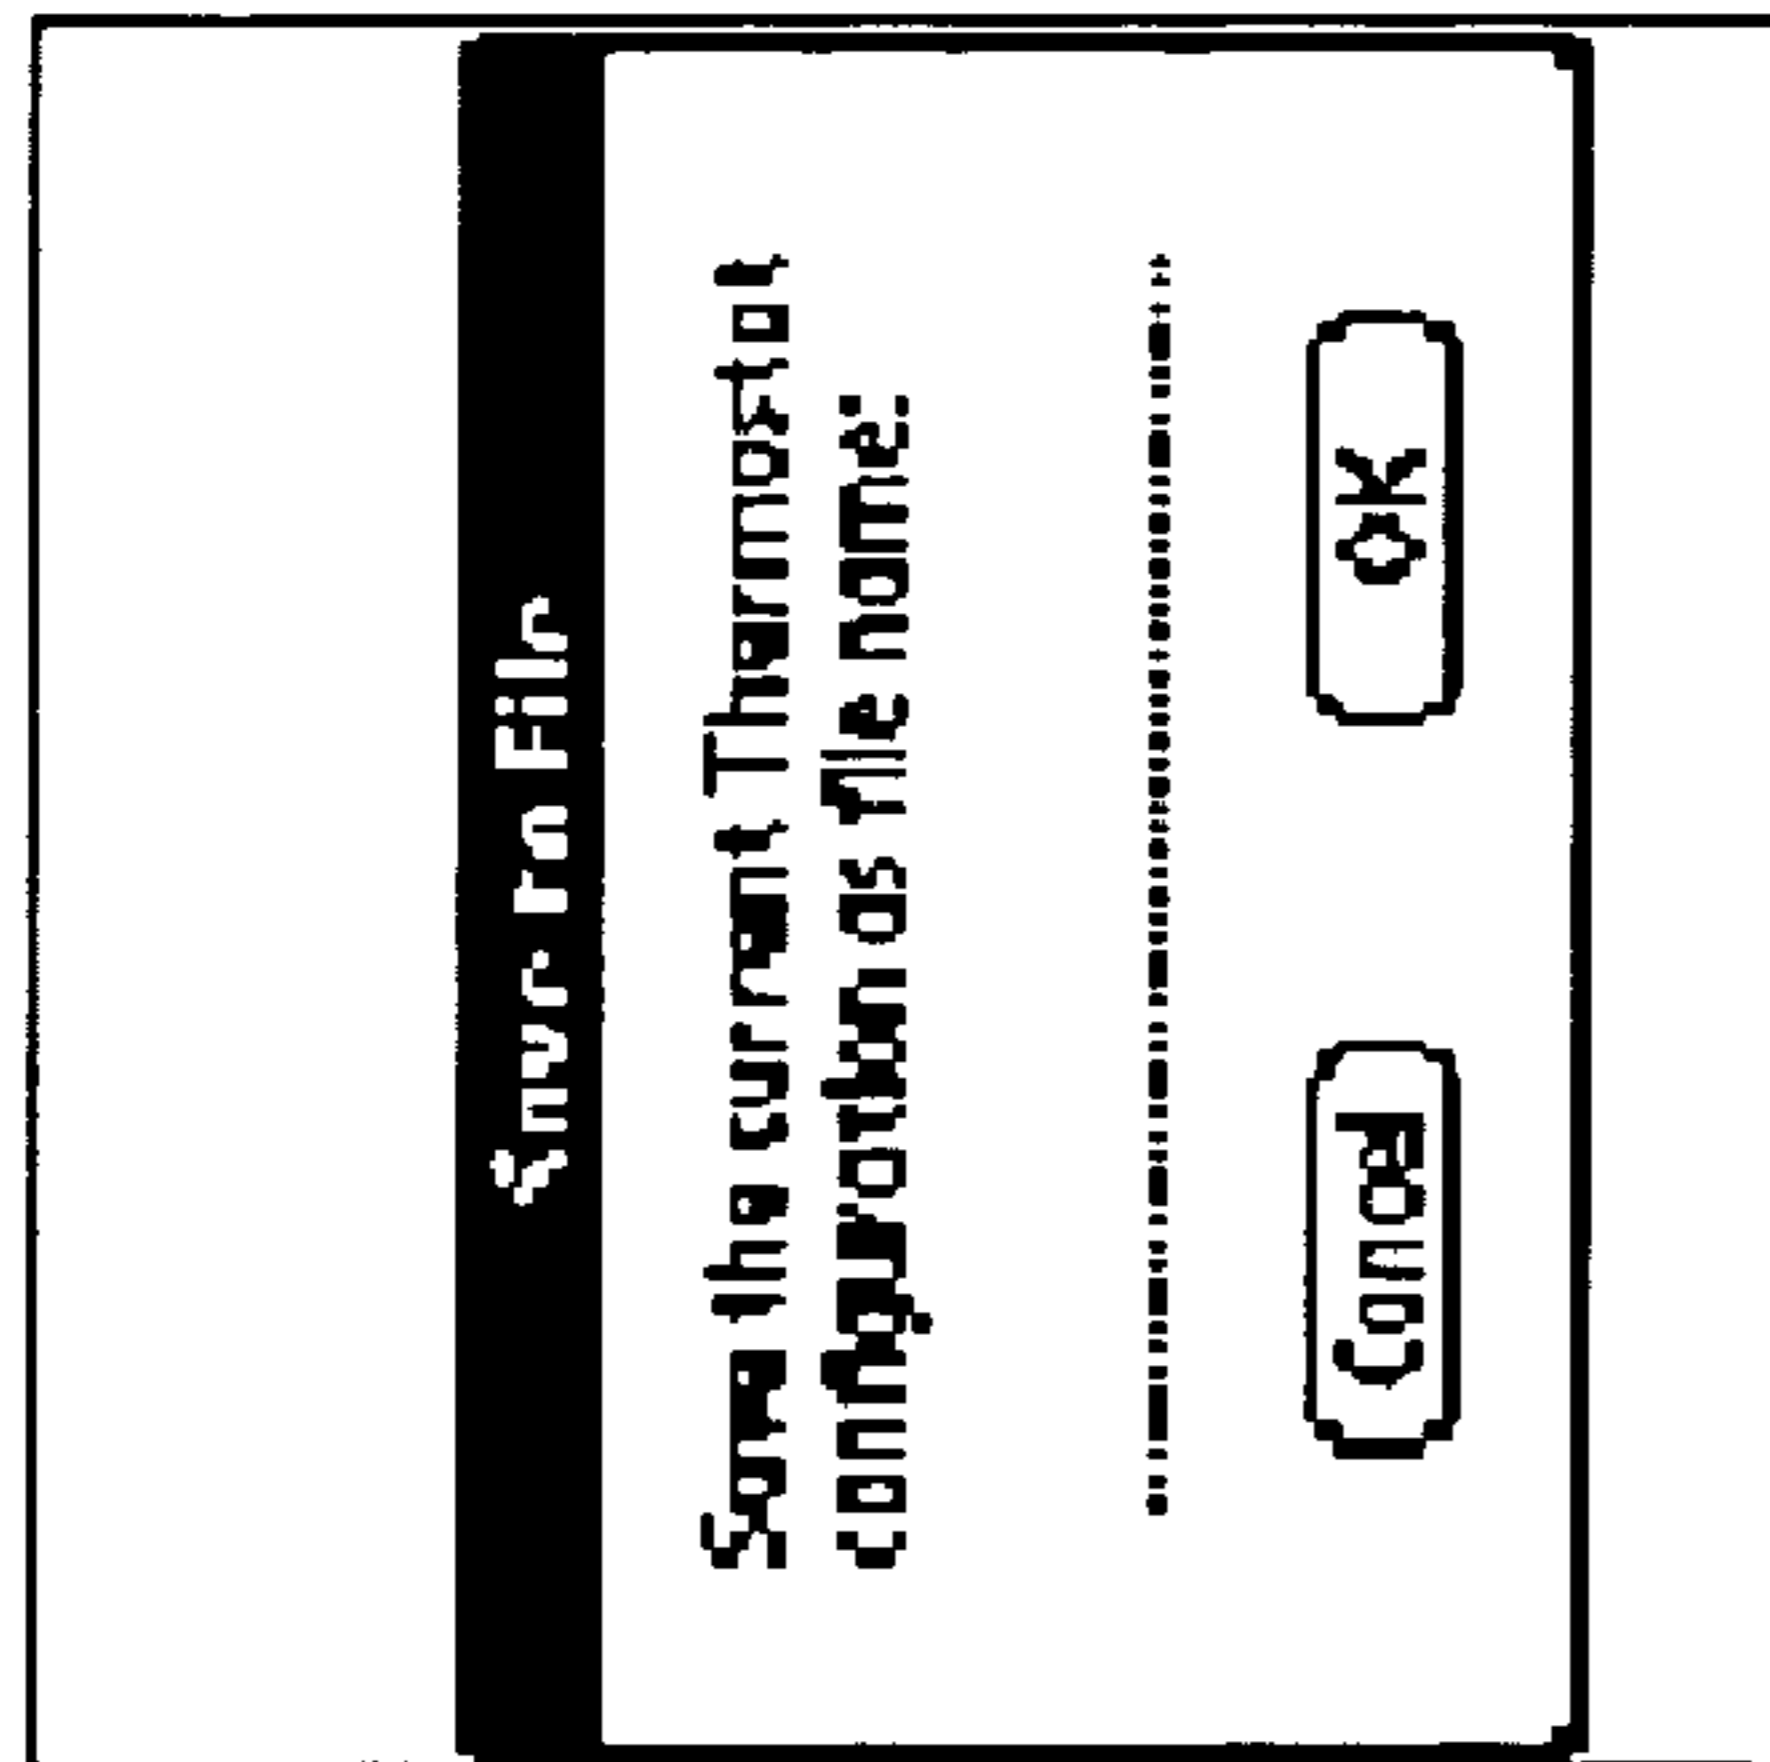 Save to File
Save the current Thermostat
configuration as file name:
Cancel OK